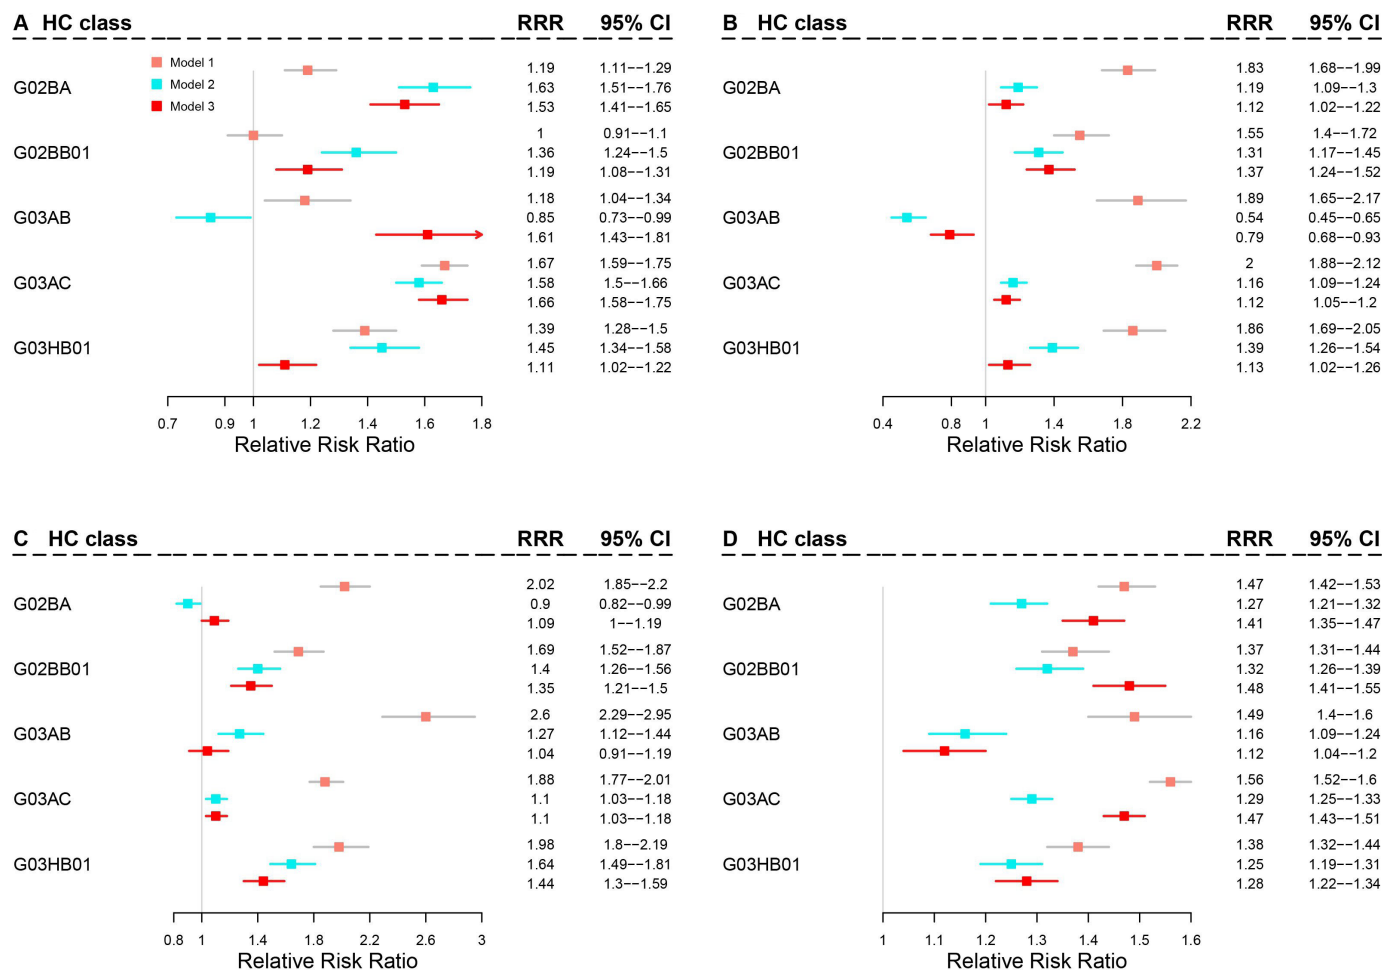 A HC class RRR 95% CI
Model 1
Model 2
Model 3
G02BA
1.19 1.11--1.29
1.63 1.51--1.76
1.53 1.41--1.65
G02BB01
1 0.91--1.1
1.36 1.24--1.5
1.19 1.08--1.31
G03AB
1.18 1.04--1.34
0.85 0.73--0.99
1.61 1.43--1.81
G03AC
1.67 1.59--1.75
1.58 1.5--1.66
1.66 1.58--1.75
G03HB01
1.39 1.28--1.5
1.45 1.34--1.58
1.11 1.02--1.22
0.7 0.9 1 1.2 1.4 1.6 1.8
Relative Risk Ratio
B HC class RRR 95% CI
G02BA
1.83 1.68--1.99
1.19 1.09--1.3
1.12 1.02--1.22
G02BB01
1.55 1.4--1.72
1.31 1.17--1.45
1.37 1.24--1.52
G03AB
1.89 1.65--2.17
0.54 0.45--0.65
0.79 0.68--0.93
G03AC
2 1.88--2.12
1.16 1.09--1.24
1.12 1.05--1.2
G03HB01
1.86 1.69--2.05
1.39 1.26--1.54
1.13 1.02--1.26
0.4 0.8 1 1.4 1.8 2.2
Relative Risk Ratio
C HC class RRR 95% CI
G02BA
2.02 1.85--2.2
0.9 0.82--0.99
1.09 1--1.19
G02BB01
1.69 1.52--1.87
1.4 1.26--1.56
1.35 1.21--1.5
G03AB
2.6 2.29--2.95
1.27 1.12--1.44
1.04 0.91--1.19
G03AC
1.88 1.77--2.01
1.1 1.03--1.18
1.1 1.03--1.18
G03HB01
1.98 1.8--2.19
1.64 1.49--1.81
1.44 1.3--1.59
0.8 1 1.4 1.8 2.2 2.6 3
Relative Risk Ratio
D HC class RRR 95% CI
G02BA
1.47 1.42--1.53
1.27 1.21--1.32
1.41 1.35--1.47
G02BB01
1.37 1.31--1.44
1.32 1.26--1.39
1.48 1.41--1.55
G03AB
1.49 1.4--1.6
1.16 1.09--1.24
1.12 1.04--1.2
G03AC
1.56 1.52--1.6
1.29 1.25--1.33
1.47 1.43--1.51
G03HB01
1.38 1.32--1.44
1.25 1.19--1.31
1.28 1.22--1.34
1 1.1 1.2 1.3 1.4 1.5 1.6
Relative Risk Ratio